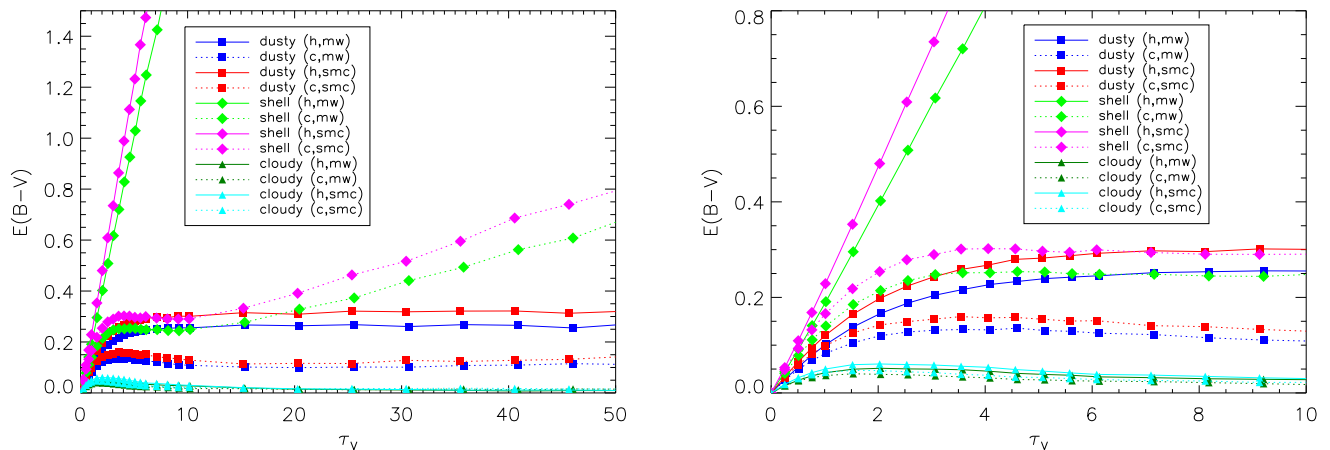 1.4
1.2
1.0
0.8
0.6
0.4
0.2
0.0
E(B-V)
0
10
20
30
40
50
τV
dusty (h,mw)
dusty (c,mw)
dusty (h,smc)
dusty (c,smc)
shell (h,mw)
shell (c,mw)
shell (h,smc)
shell (c,smc)
cloudy (h,mw)
cloudy (c,mw)
cloudy (h,smc)
cloudy (c,smc)
0.8
0.6
0.4
0.2
0.0
E(B-V)
0
2
4
6
8
10
τV
dusty (h,mw)
dusty (c,mw)
dusty (h,smc)
dusty (c,smc)
shell (h,mw)
shell (c,mw)
shell (h,smc)
shell (c,smc)
cloudy (h,mw)
cloudy (c,mw)
cloudy (h,smc)
cloudy (c,smc)